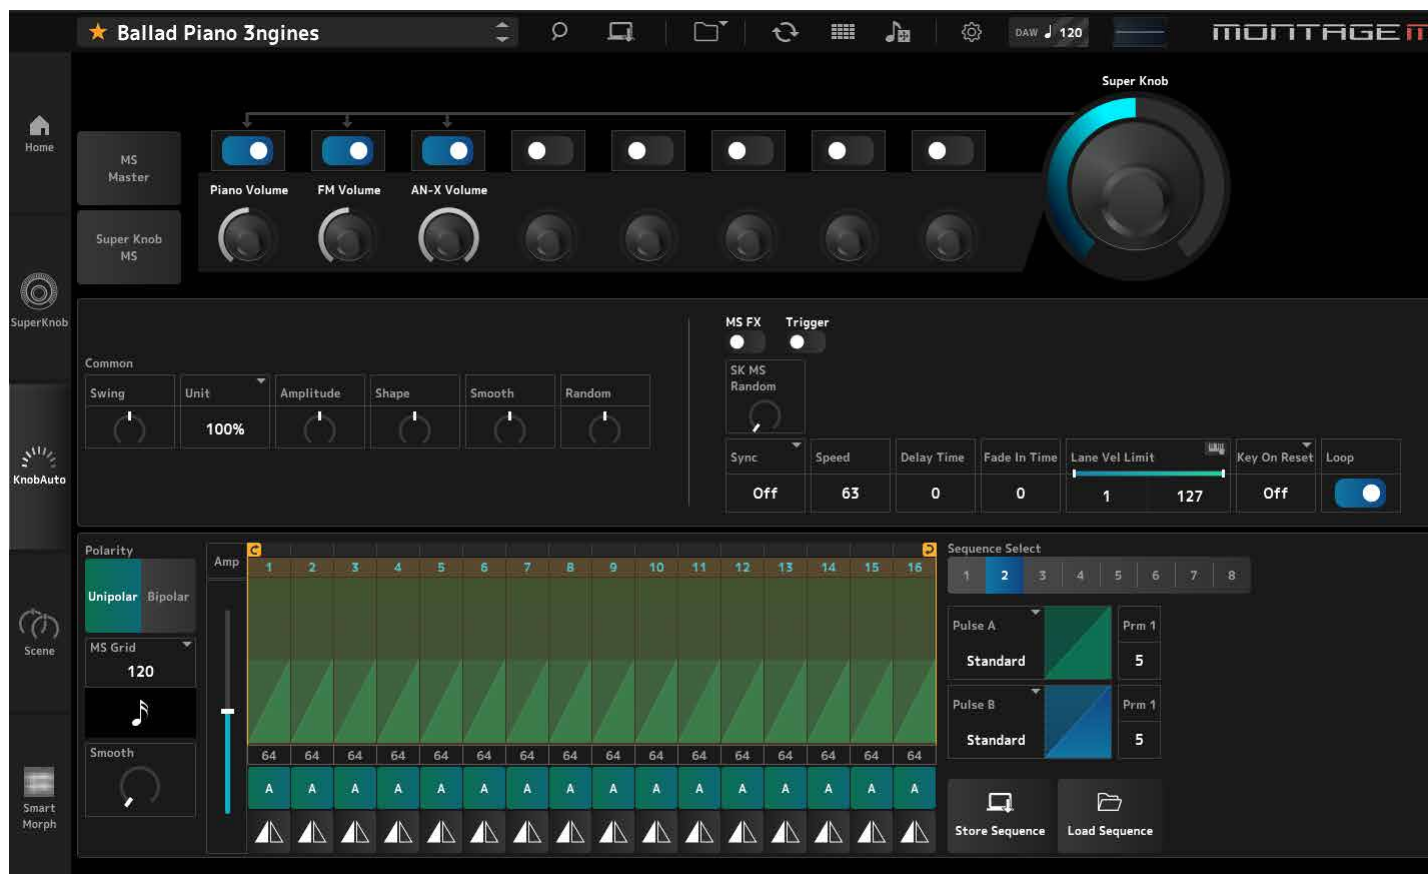 Ballad Piano 3ngines
DAW 120
MONTAGE M
Super Knob
Home
MS
Master
Piano Volume FM Volume AN-X Volume
Super Knob
MS
SuperKnob
MS FX Trigger
Common
SK MS
Random
Swing Unit Amplitude Shape Smooth Random
100%
KnobAuto
Sync Speed Delay Time Fade In Time Lane Vel Limit Key On Reset Loop
Off 63 0 0 1 127 Off
Polarity
Amp
1 2 3 4 5 6 7 8 9 10 11 12 13 14 15 16
Sequence Select
1 2 3 4 5 6 7 8
Unipolar Bipolar
Pulse A Prm 1
Standard 5
MS Grid
120
Scene
Pulse B Prm 1
Standard 5
Smooth
64 64 64 64 64 64 64 64 64 64 64 64 64 64 64 64
A A A A A A A A A A A A A A A A
Smart
Morph
Store Sequence Load Sequence